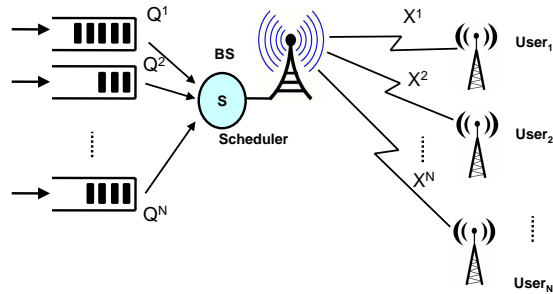 Q¹
X¹
User₁
BS
Q²
X²
S
User₂
Scheduler
Xᴺ
Qᴺ
Userₙ